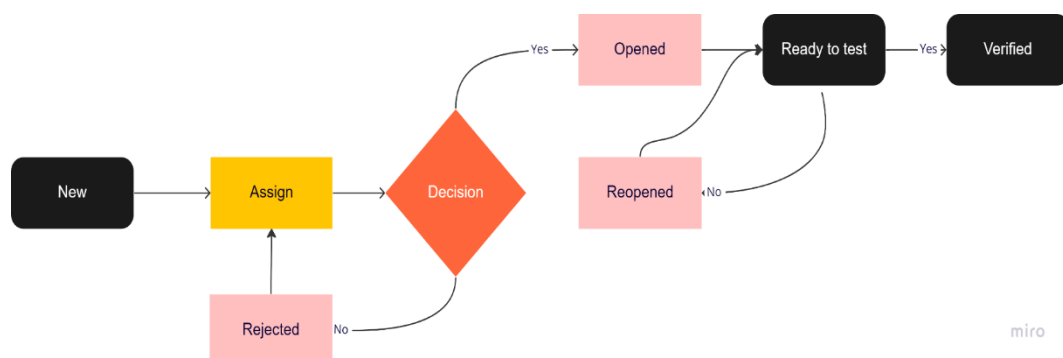 Opened
Ready to test
Yes
Verified
Yes
New
Assign
Decision
Reopened
No
Rejected
No
miro